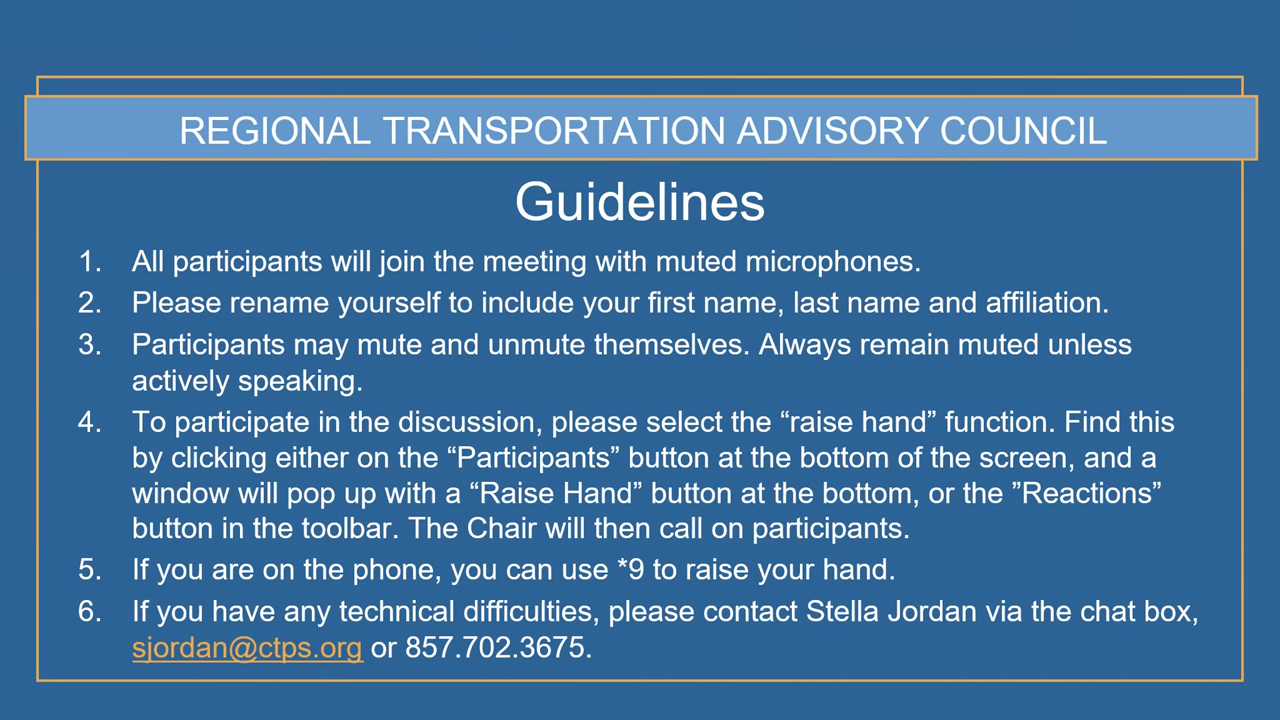 REGIONAL TRANSPORTATION ADVISORY COUNCIL
Guidelines
1. All participants will join the meeting with muted microphones.
2. Please rename yourself to include your first name, last name and affiliation.
3. Participants may mute and unmute themselves. Always remain muted unless
actively speaking.
4. To participate in the discussion, please select the “raise hand” function. Find this
by clicking either on the “Participants” button at the bottom of the screen, and a
window will pop up with a “Raise Hand” button at the bottom, or the ”Reactions”
button in the toolbar. The Chair will then call on participants.
5. If you are on the phone, you can use *9 to raise your hand.
6. If you have any technical difficulties, please contact Stella Jordan via the chat box,
sjordan@ctps.org or 857.702.3675.